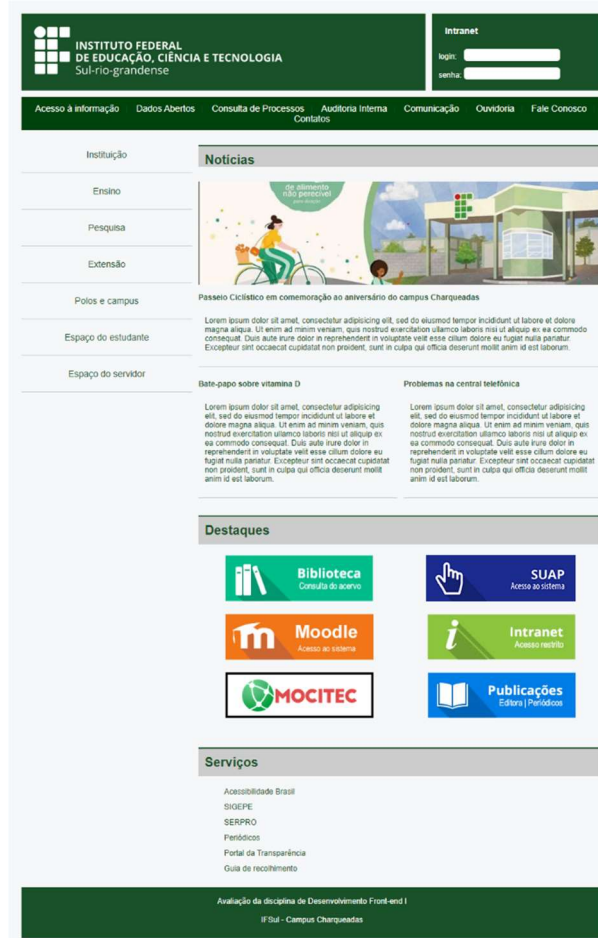 INSTITUTO FEDERAL
DE EDUCAÇÃO, CIÊNCIA E TECNOLOGIA
Sul-rio-grandense
Intranet
login:
senha:
Acesso à informação Dados Abertos Consulta de Processos Auditoria Interna Comunicação Ouvidoria Fale Conosco
Contatos
Instituição
Ensino
Pesquisa
Extensão
Polos e campus
Espaço do estudante
Espaço do servidor
Notícias
de alimento
não perecível
para doação
Passeio Ciclístico em comemoração ao aniversário do campus Charqueadas
Lorem ipsum dolor sit amet, consectetur adipisicing elit, sed do eiusmod tempor incididunt ut labore et dolore
magna aliqua. Ut enim ad minim veniam, quis nostrud exercitation ullamco laboris nisi ut aliquip ex ea commodo
consequat. Duis aute irure dolor in reprehenderit in voluptate velit esse cillum dolore eu fugiat nulla pariatur.
Excepteur sint occaecat cupidatat non proident, sunt in culpa qui officia deserunt mollit anim id est laborum.
Bate-papo sobre vitamina D
Lorem ipsum dolor sit amet, consectetur adipisicing
elit, sed do eiusmod tempor incididunt ut labore et
dolore magna aliqua. Ut enim ad minim veniam, quis
nostrud exercitation ullamco laboris nisi ut aliquip ex
ea commodo consequat. Duis aute irure dolor in
reprehenderit in voluptate velit esse cillum dolore eu
fugiat nulla pariatur. Excepteur sint occaecat cupidatat
non proident, sunt in culpa qui officia deserunt mollit
anim id est laborum.
Problemas na central telefônica
Lorem ipsum dolor sit amet, consectetur adipisicing
elit, sed do eiusmod tempor incididunt ut labore et
dolore magna aliqua. Ut enim ad minim veniam, quis
nostrud exercitation ullamco laboris nisi ut aliquip ex
ea commodo consequat. Duis aute irure dolor in
reprehenderit in voluptate velit esse cillum dolore eu
fugiat nulla pariatur. Excepteur sint occaecat cupidatat
non proident, sunt in culpa qui officia deserunt mollit
anim id est laborum.
Destaques
Biblioteca
Consulta do acervo
SUAP
Acesso ao sistema
Moodle
Acesso ao sistema
Intranet
Acesso restrito
MOCITEC
Publicações
Editora | Periódicos
Serviços
Acessibilidade Brasil
SIGEPE
SERPRO
Periódicos
Portal da Transparência
Guia de recolhimento
Avaliação da disciplina de Desenvolvimento Front-end I
IFSul - Campus Charqueadas